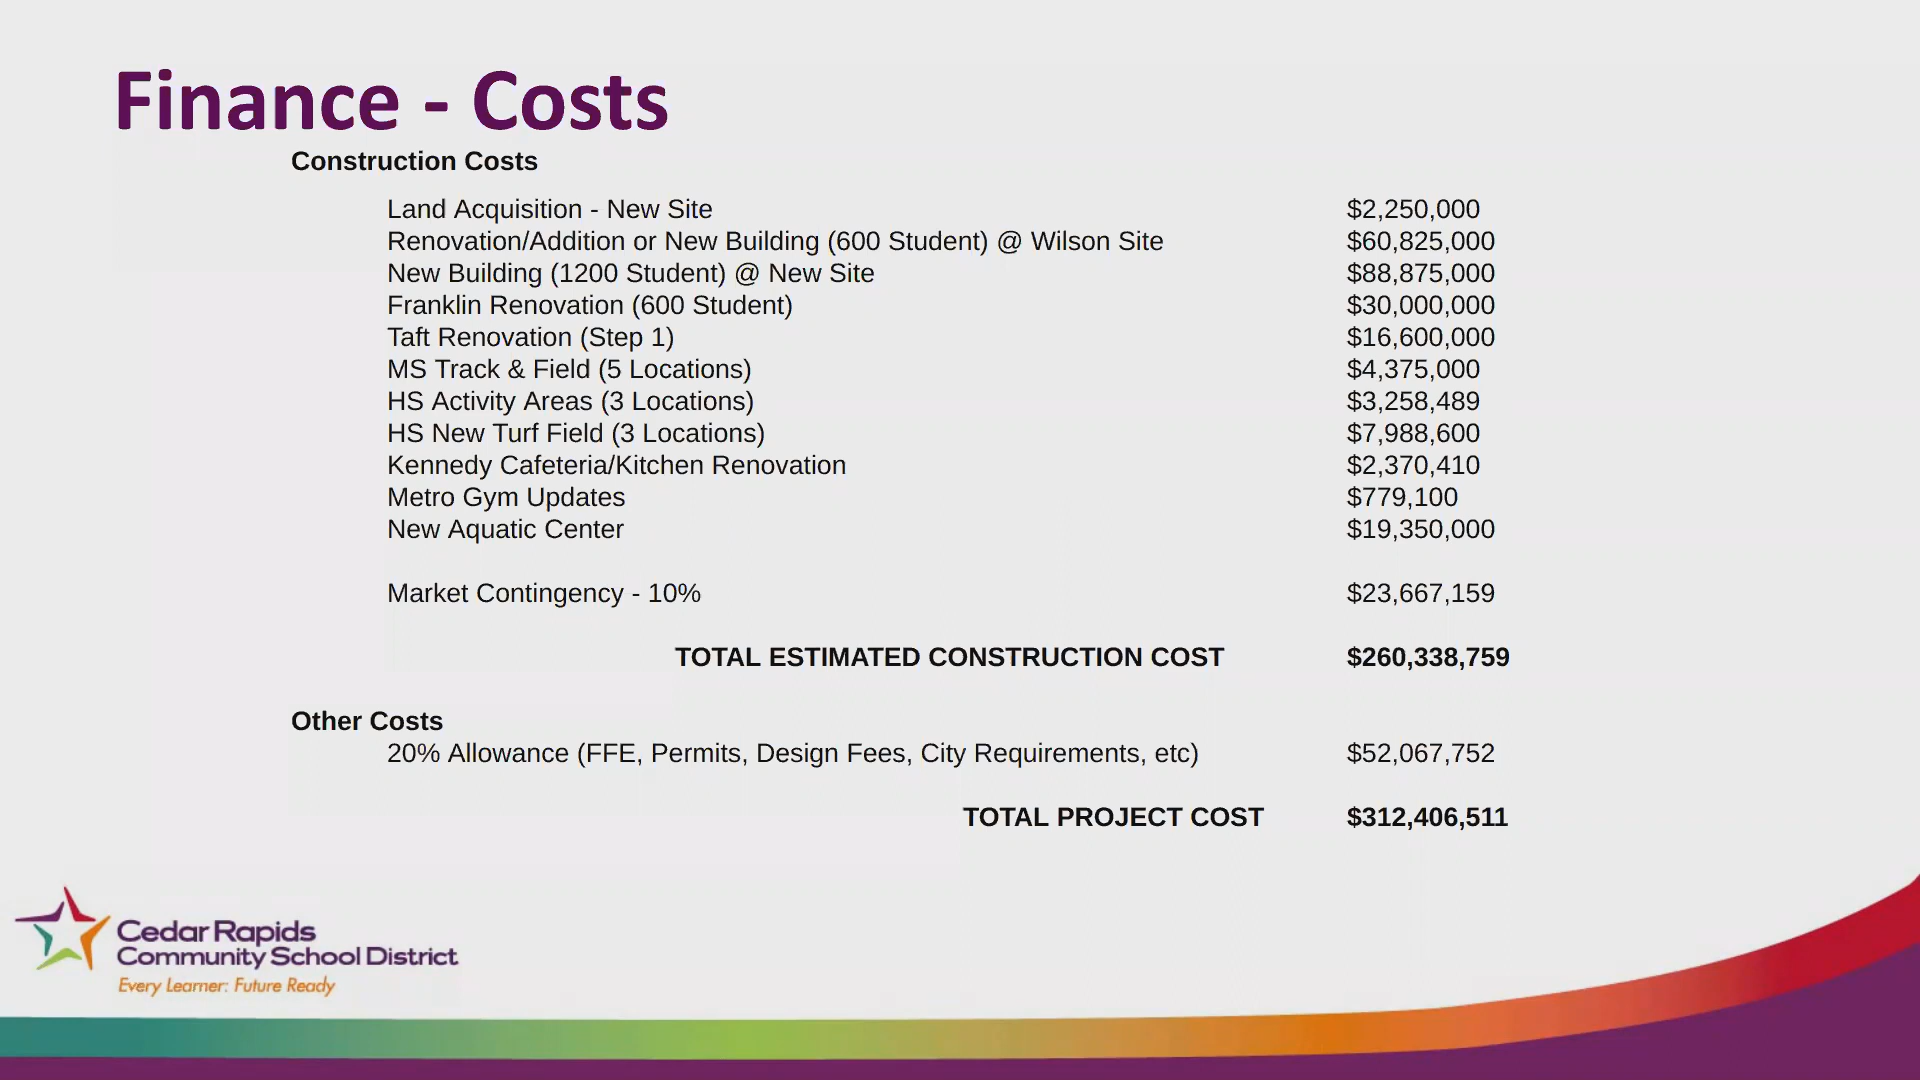 Finance - Costs
Construction Costs
Land Acquisition - New Site $2,250,000
Renovation/Addition or New Building (600 Student) @ Wilson Site $60,825,000
New Building (1200 Student) @ New Site $88,875,000
Franklin Renovation (600 Student) $30,000,000
Taft Renovation (Step 1) $16,600,000
MS Track & Field (5 Locations) $4,375,000
HS Activity Areas (3 Locations) $3,258,489
HS New Turf Field (3 Locations) $7,988,600
Kennedy Cafeteria/Kitchen Renovation $2,370,410
Metro Gym Updates $779,100
New Aquatic Center $19,350,000
Market Contingency - 10% $23,667,159
TOTAL ESTIMATED CONSTRUCTION COST $260,338,759
Other Costs
20% Allowance (FFE, Permits, Design Fees, City Requirements, etc) $52,067,752
TOTAL PROJECT COST $312,406,511
Cedar Rapids
Community School District
Every Learner: Future Ready